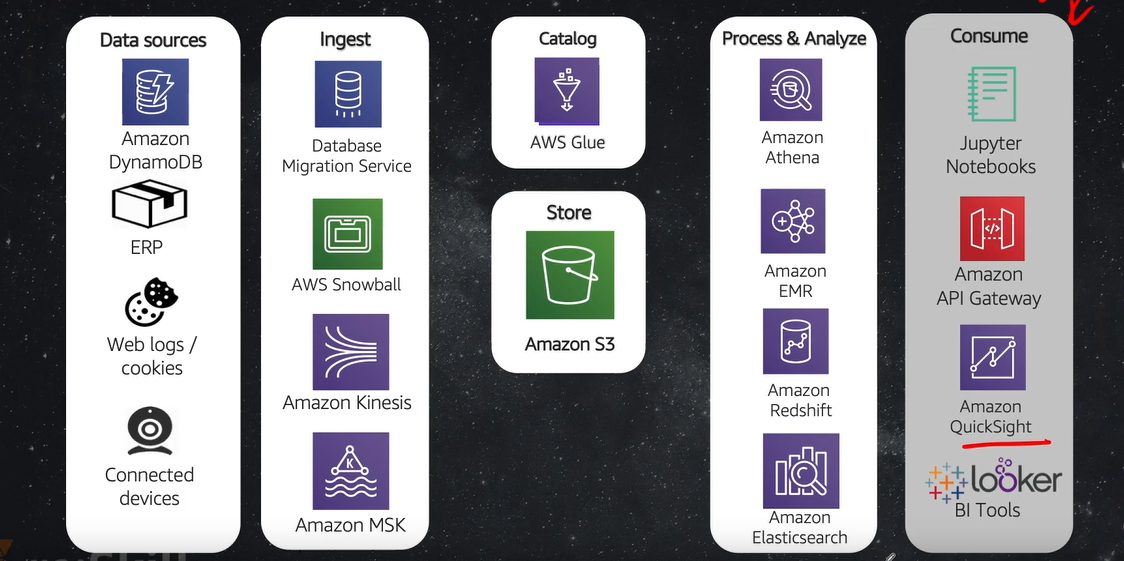 Data sources
Amazon
DynamoDB
ERP
Web logs /
cookies
Connected
devices
Ingest
Database
Migration Service
AWS Snowball
Amazon Kinesis
K
Amazon MSK
Catalog
AWS Glue
Store
Amazon S3
Process & Analyze
Amazon
Athena
Amazon
EMR
Amazon
Redshift
Amazon
Elasticsearch
Consume
Jupyter
Notebooks
</>
Amazon
API Gateway
Amazon
QuickSight
looker
BI Tools